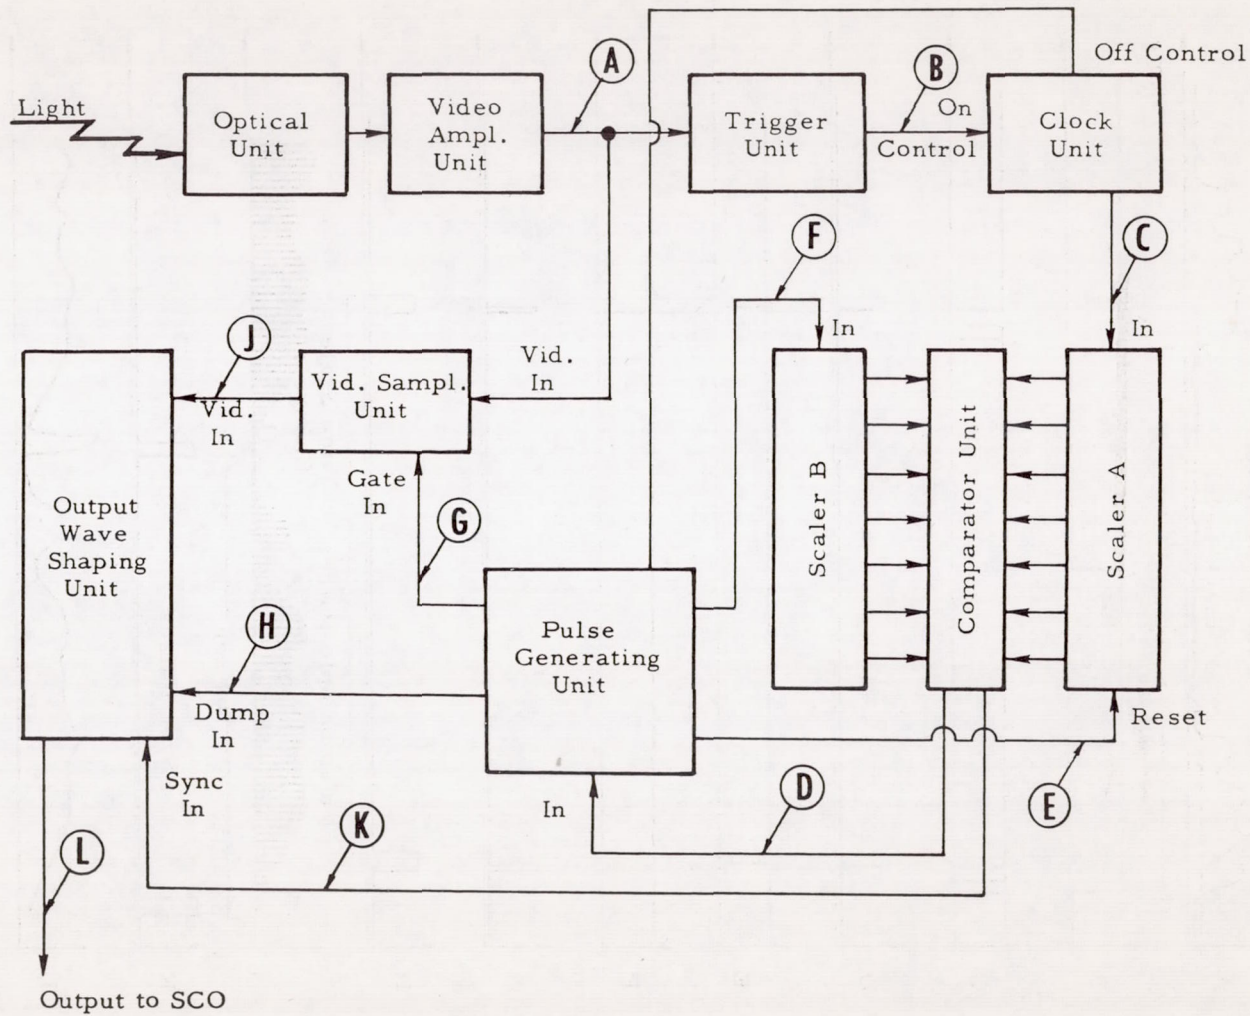 Light
Optical
Unit
Video
Ampl.
Unit
A
Trigger
Unit
B
On
Control
Off Control
Clock
Unit
F
C
In
In
J
Vid.
In
Vid. Sampl.
Unit
Vid.
In
Gate
In
G
Output
Wave
Shaping
Unit
Scaler B
Comparator Unit
Scaler A
H
Dump
In
Pulse
Generating
Unit
Reset
Sync
In
In
D
E
K
L
Output to SCO